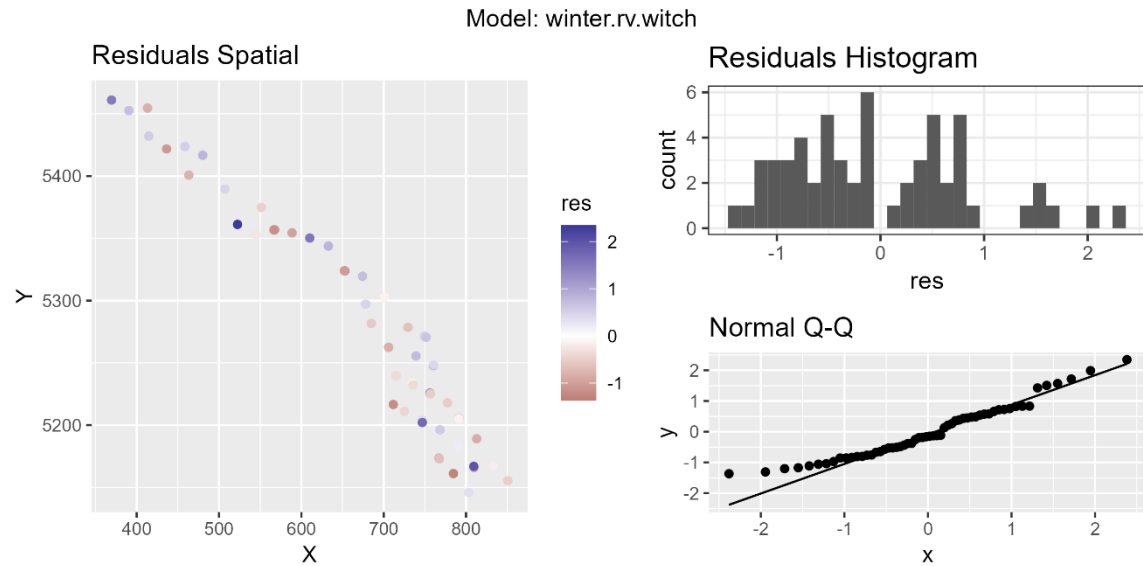 Model: winter.rv.witch
Residuals Spatial
5400
5300
5200
Y
400 500 600 700 800
X
res
2
1
0
-1
Residuals Histogram
6
4
2
0
count
-1 0 1 2
res
Normal Q-Q
2
1
0
-1
-2
y
-2 -1 0 1 2
x